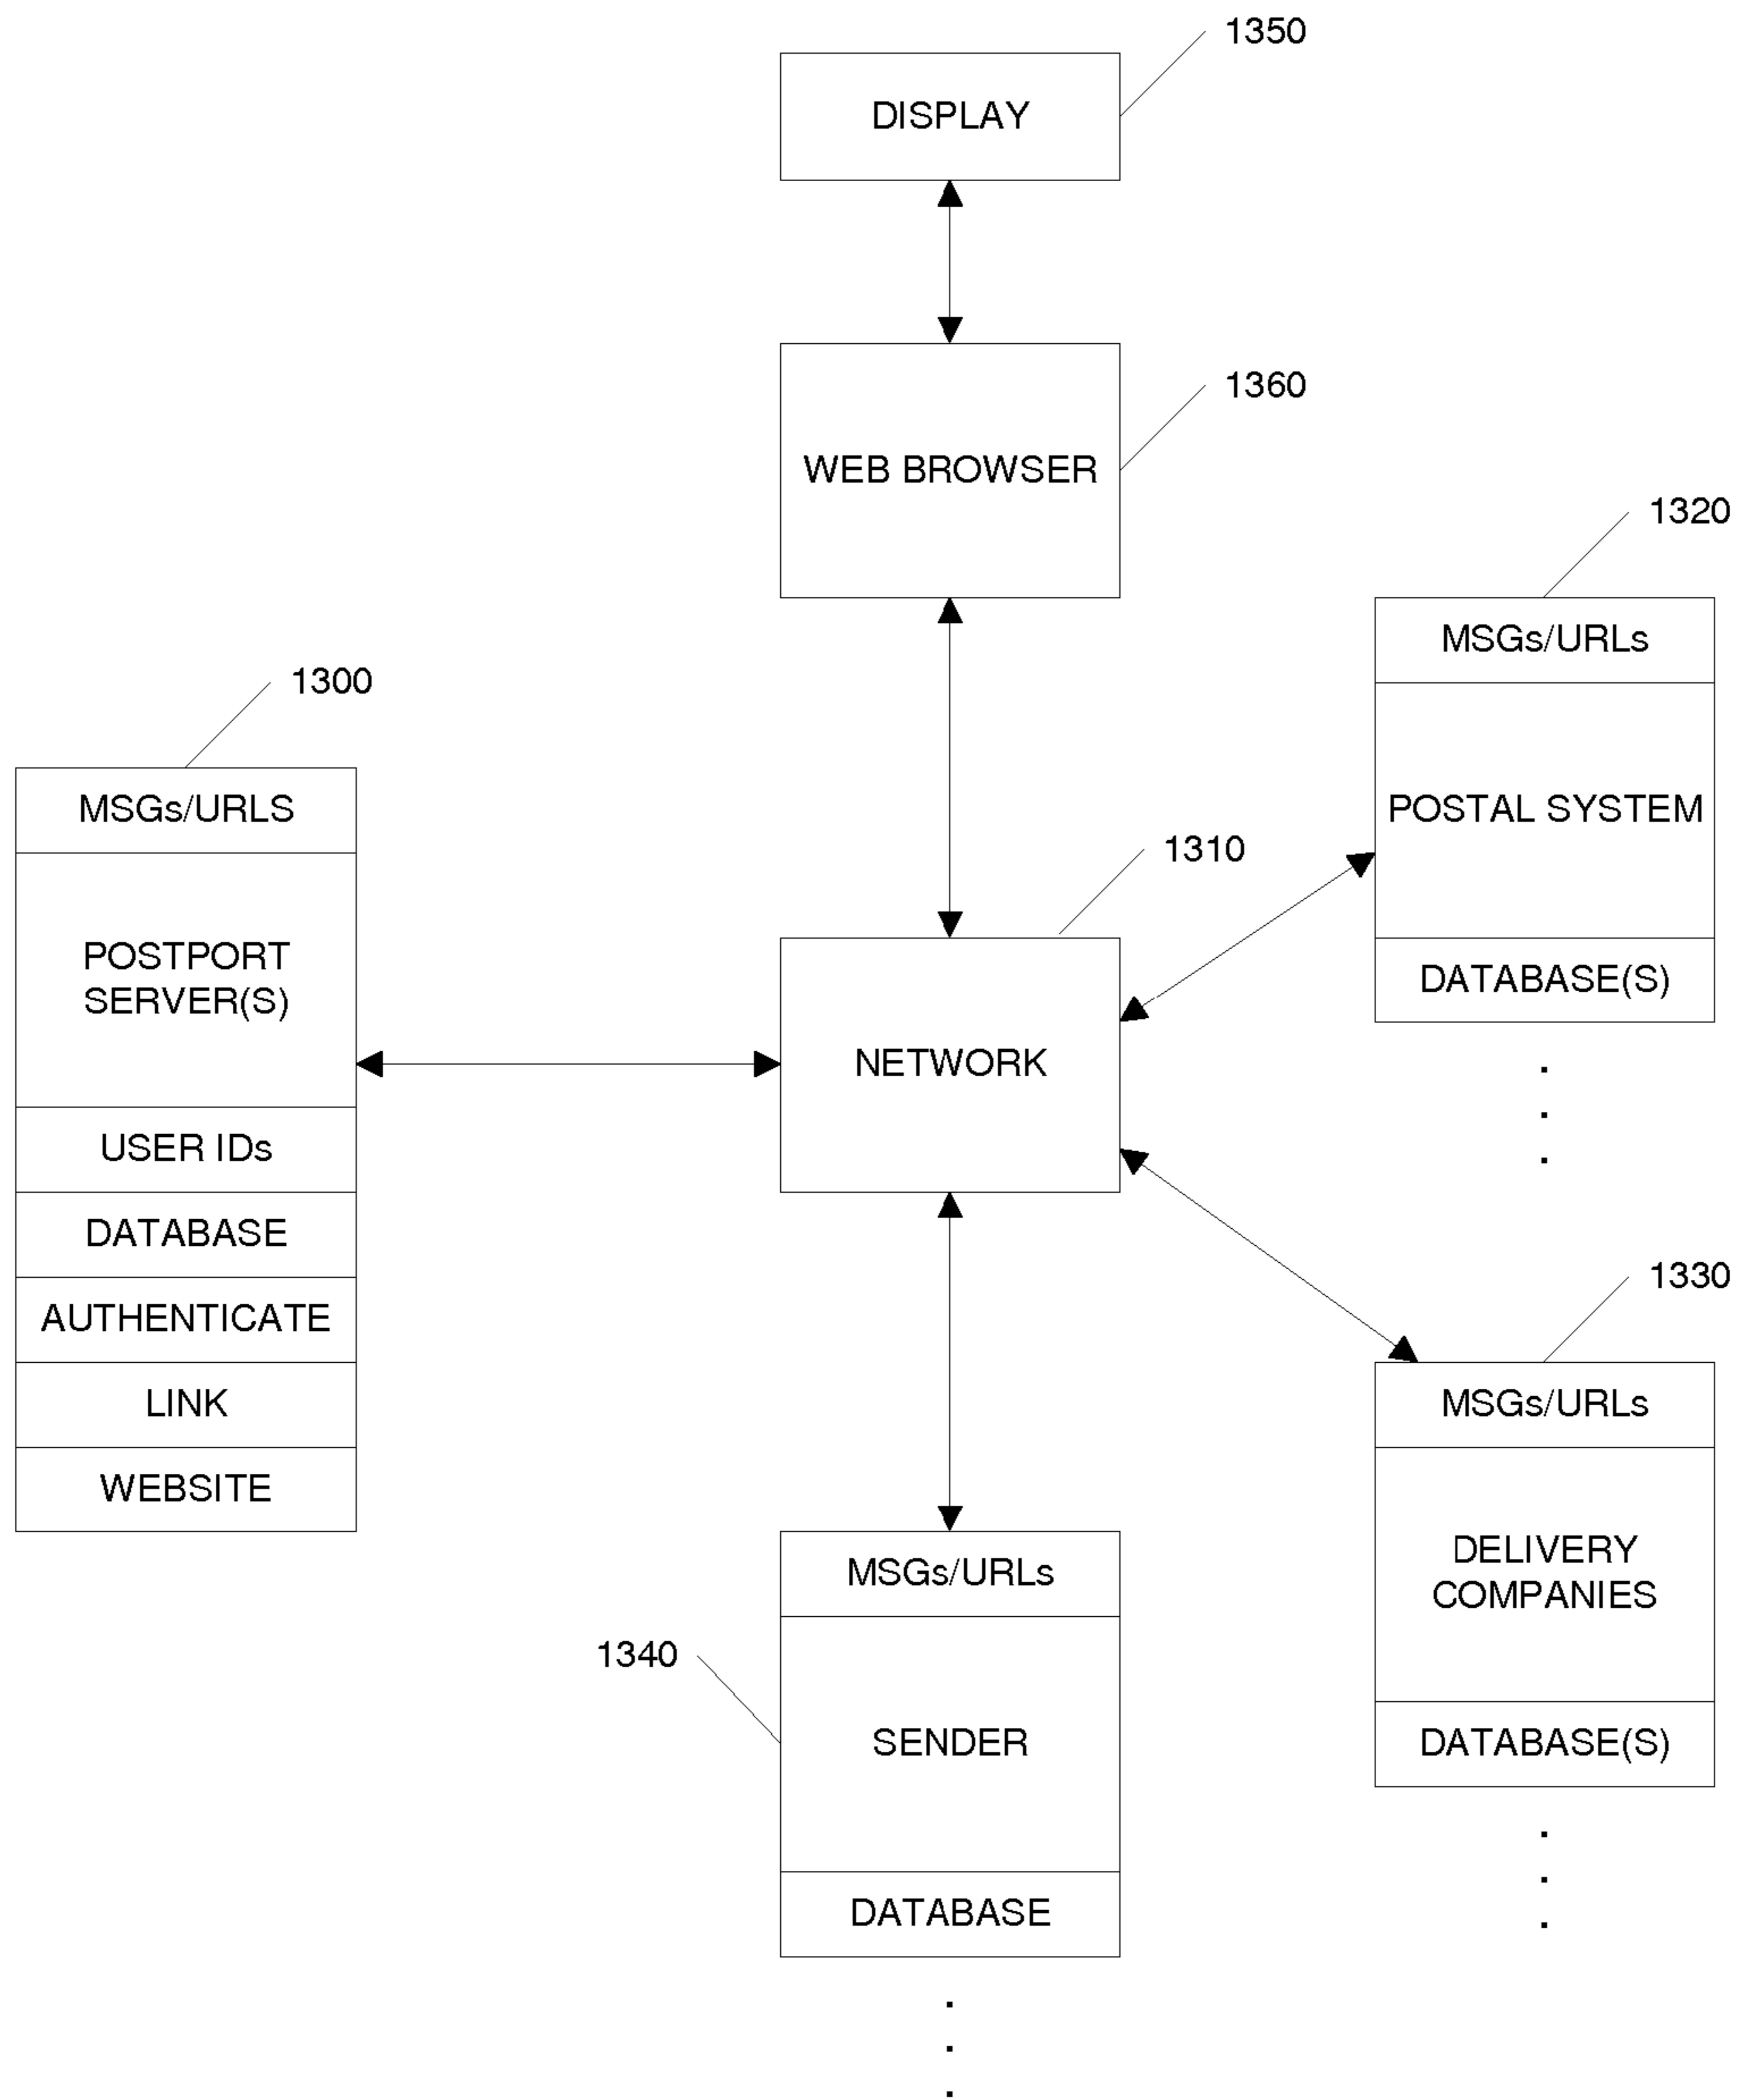 1350
DISPLAY
1360
WEB BROWSER
1320
MSGs/URLs
POSTAL SYSTEM
DATABASE(S)
1300
MSGs/URLS
POSTPORT
SERVER(S)
USER IDs
DATABASE
AUTHENTICATE
LINK
WEBSITE
1310
NETWORK
1330
MSGs/URLs
DELIVERY
COMPANIES
DATABASE(S)
1340
MSGs/URLs
SENDER
DATABASE